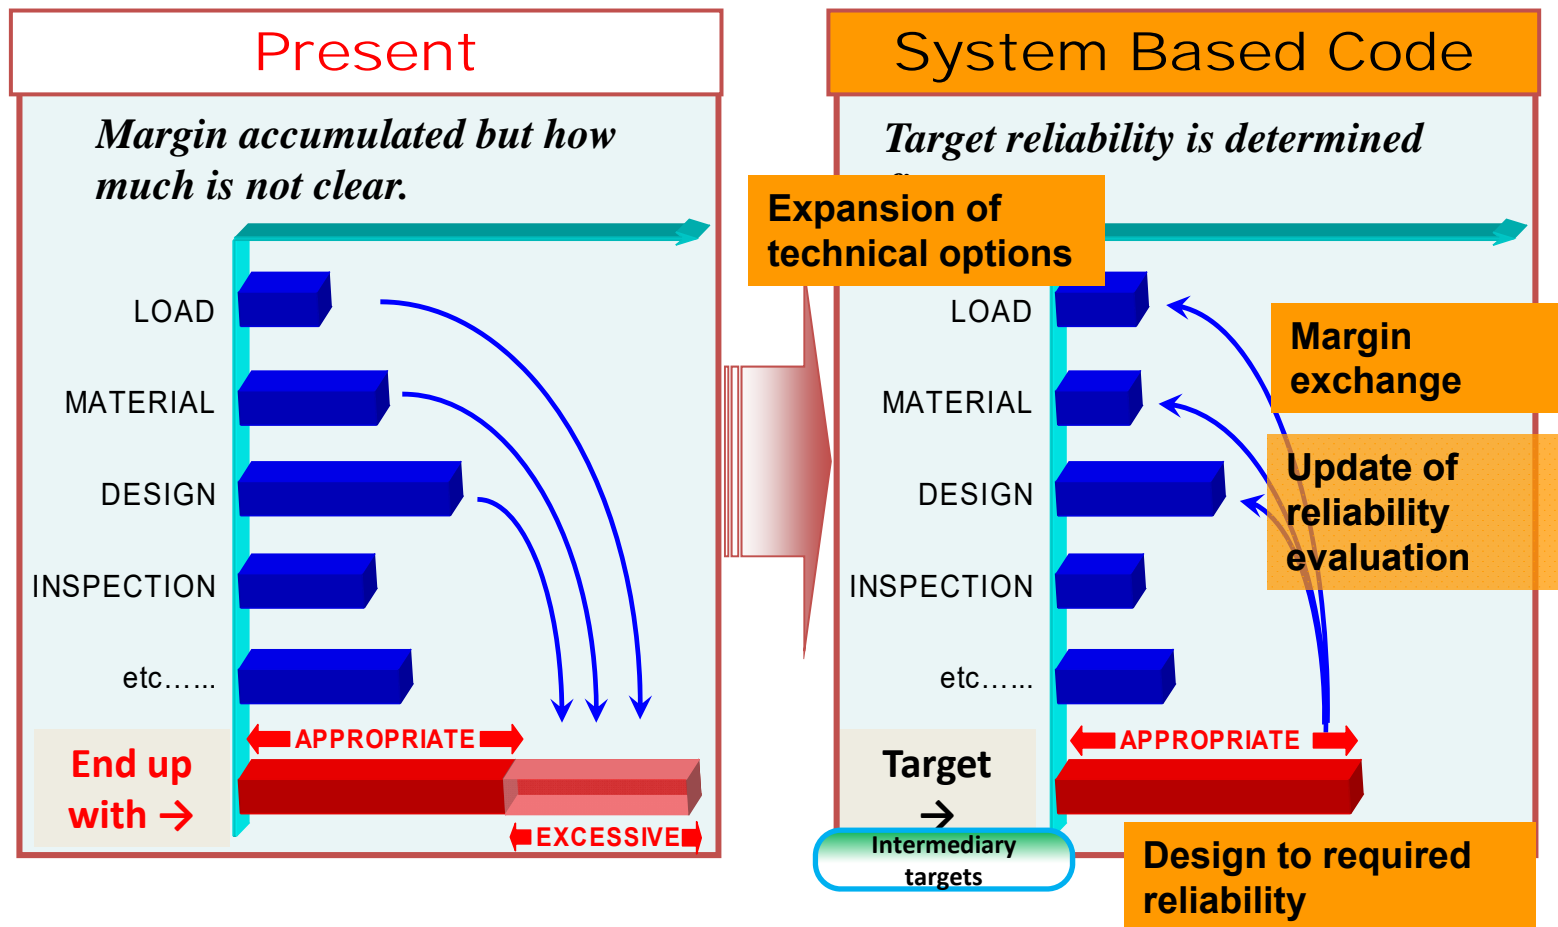 Present
Margin accumulated but how
much is not clear.
LOAD
MATERIAL
DESIGN
INSPECTION
etc…...
APPROPRIATE
End up
with →
EXCESSIVE
System Based Code
Target reliability is determined
Expansion of
technical options
LOAD
Margin
exchange
MATERIAL
Update of
reliability
evaluation
DESIGN
INSPECTION
etc…...
APPROPRIATE
Target
→
Intermediary
targets
Design to required
reliability